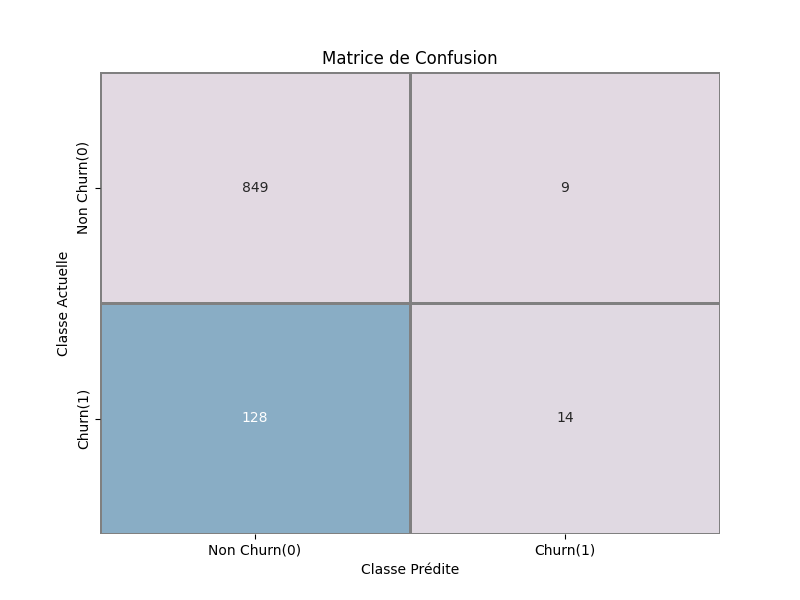 Matrice de Confusion
Non Churn(0)
849
9
Classe Actuelle
Churn(1)
128
14
Non Churn(0)
Churn(1)
Classe Prédite